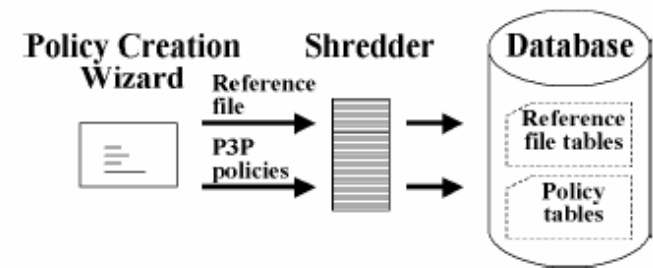 Policy Creation
Wizard
Shredder
Database
Reference
file
P3P
policies
Reference
file tables
Policy
tables